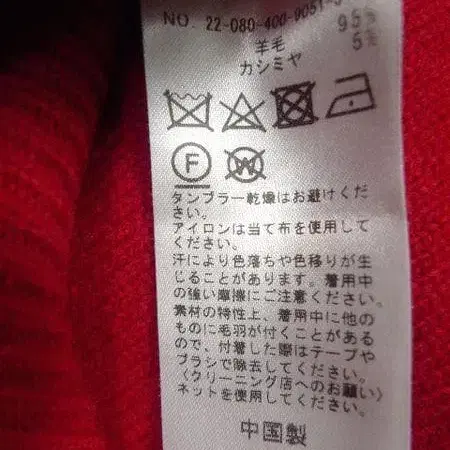 NO. 22-080-400-9051-3
羊毛 95%
カシミヤ 5%
F W
タンブラー乾燥はお避けくだ
さい。
アイロンは当て布を使用して
ください。
汗により色落ちや色移りが生
じることがあります。着用中
の強い摩擦にご注意ください。
素材の特性上、着用中に他の
ものに毛羽が付くことがある
ので、付着した際はテープや
ブラシで除去してください。
〈クリーニング店へのお願い〉
ネットを使用してください。
中国製